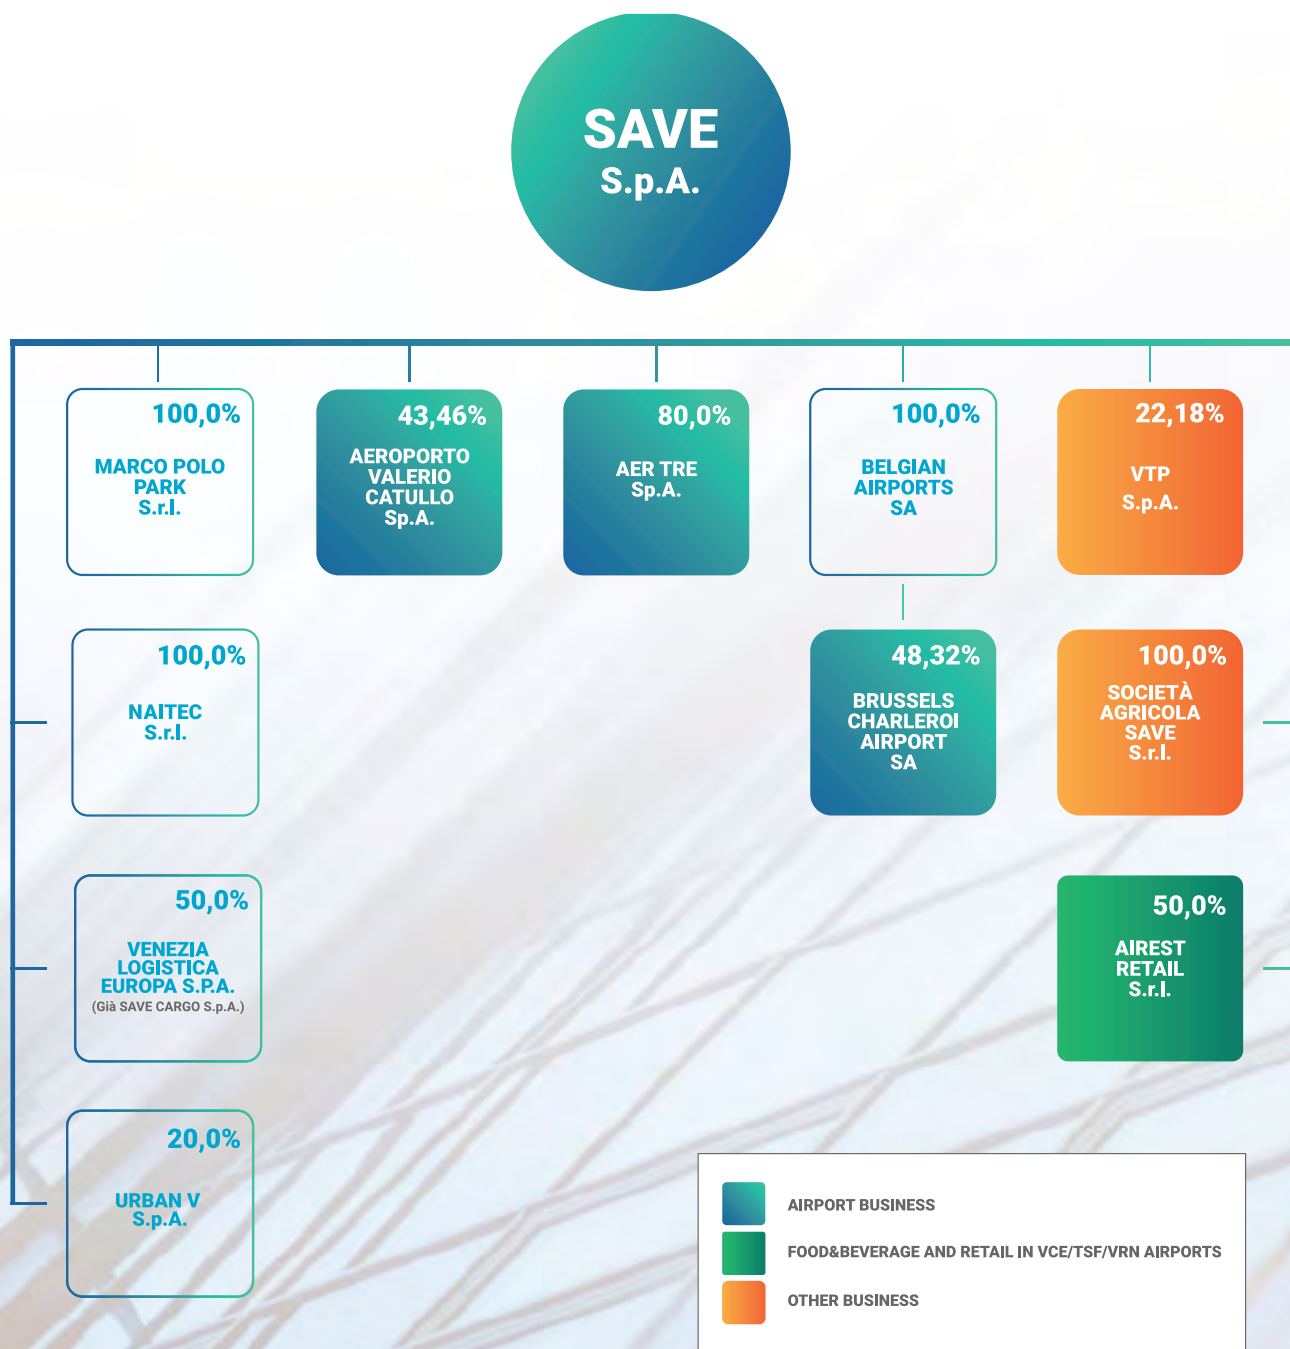 SAVE
S.p.A.
100,0%
MARCO POLO
PARK
S.r.l.
43,46%
AEROPORTO
VALERIO
CATULLO
Sp.A.
80,0%
AER TRE
Sp.A.
100,0%
BELGIAN
AIRPORTS
SA
22,18%
VTP
S.p.A.
100,0%
NAITEC
S.r.l.
48,32%
BRUSSELS
CHARLEROI
AIRPORT
SA
100,0%
SOCIETÀ
AGRICOLA
SAVE
S.r.l.
50,0%
VENEZIA
LOGISTICA
EUROPA S.P.A.
(Già SAVE CARGO S.p.A.)
50,0%
AIREST
RETAIL
S.r.l.
20,0%
URBAN V
S.p.A.
AIRPORT BUSINESS
FOOD&BEVERAGE AND RETAIL IN VCE/TSF/VRN AIRPORTS
OTHER BUSINESS